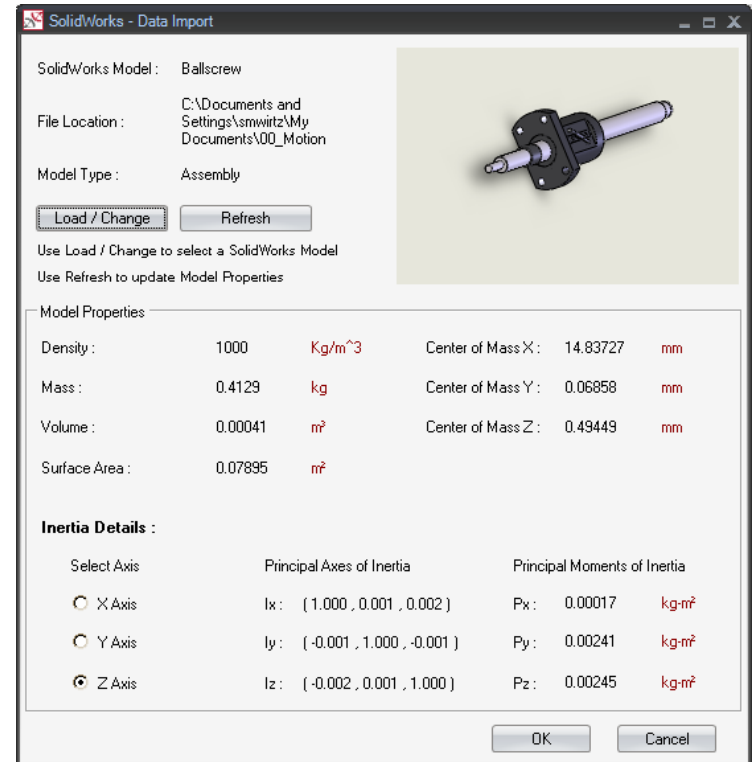 SolidWorks - Data Import
SolidWorks Model : Ballscrew
File Location : C:\Documents and
Settings\smwirtz\My
Documents\00_Motion
Model Type : Assembly
Load / Change Refresh
Use Load / Change to select a SolidWorks Model
Use Refresh to update Model Properties
Model Properties
Density : 1000 Kg/m^3 Center of Mass X : 14.83727 mm
Mass : 0.4129 kg Center of Mass Y : 0.06858 mm
Volume : 0.00041 m³ Center of Mass Z : 0.49449 mm
Surface Area : 0.07895 m²
Inertia Details :
Select Axis Principal Axes of Inertia Principal Moments of Inertia
X Axis Ix : ( 1.000 , 0.001 , 0.002 ) Px : 0.00017 kg-m²
Y Axis Iy : ( -0.001 , 1.000 , -0.001 ) Py : 0.00241 kg-m²
Z Axis Iz : ( -0.002 , 0.001 , 1.000 ) Pz : 0.00245 kg-m²
OK Cancel